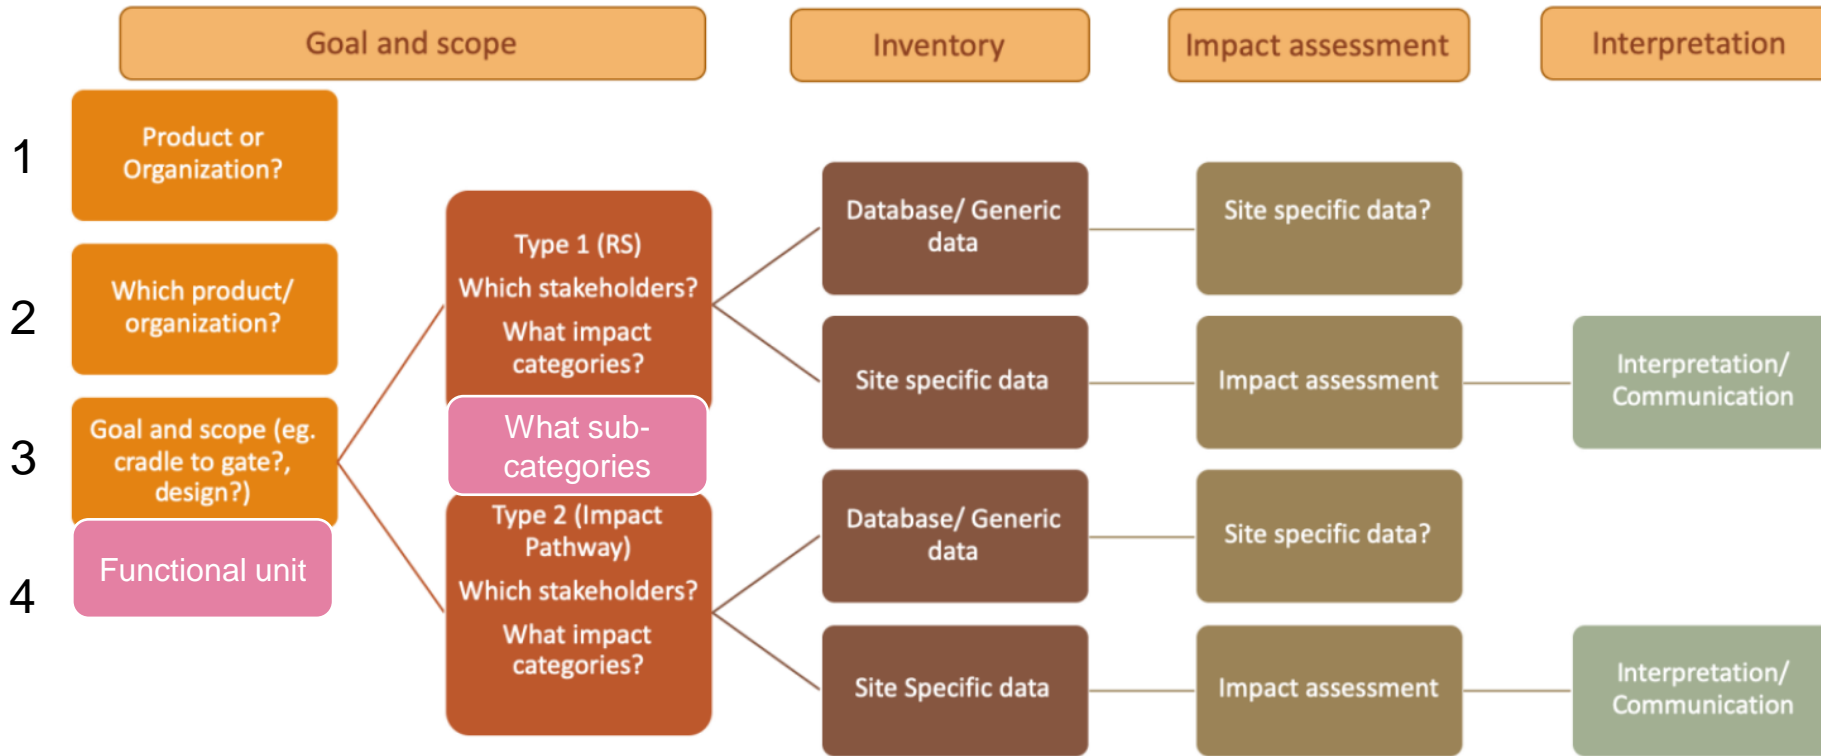 Goal and scope
Inventory
Impact assessment
Interpretation
1
Product or
Organization?
2
Which product/
organization?
3
Goal and scope (eg.
cradle to gate?,
design?)
4
Functional unit
Type 1 (RS)
Which stakeholders?
What impact
categories?
What sub-
categories
Type 2 (Impact
Pathway)
Which stakeholders?
What impact
categories?
Database/ Generic
data
Site specific data?
Site specific data
Impact assessment
Interpretation/
Communication
Database/ Generic
data
Site specific data?
Site Specific data
Impact assessment
Interpretation/
Communication